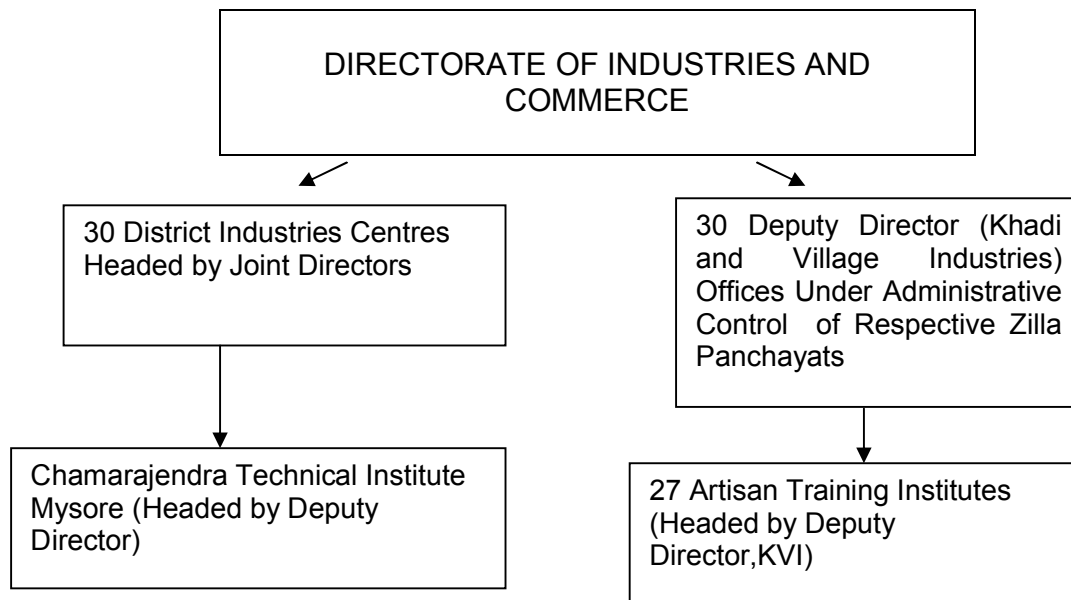 DIRECTORATE OF INDUSTRIES AND
COMMERCE
30 District Industries Centres
Headed by Joint Directors
30 Deputy Director (Khadi
and Village Industries)
Offices Under Administrative
Control of Respective Zilla
Panchayats
Chamarajendra Technical Institute
Mysore (Headed by Deputy
Director)
27 Artisan Training Institutes
(Headed by Deputy
Director,KVI)